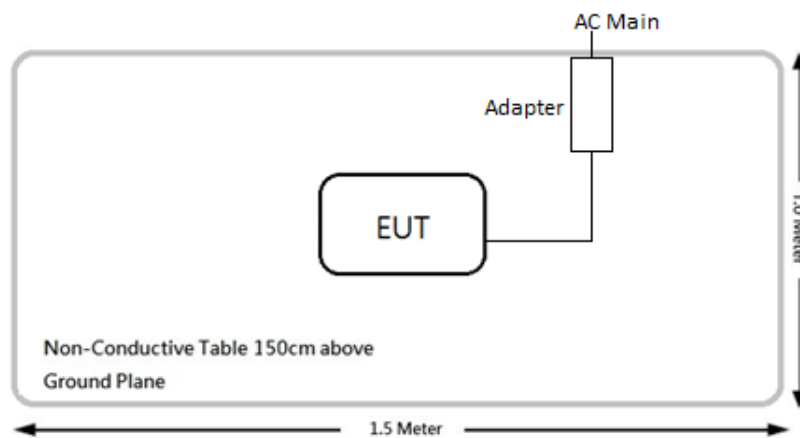 AC Main
Adapter
EUT
Non-Conductive Table 150cm above
Ground Plane
1.5 Meter